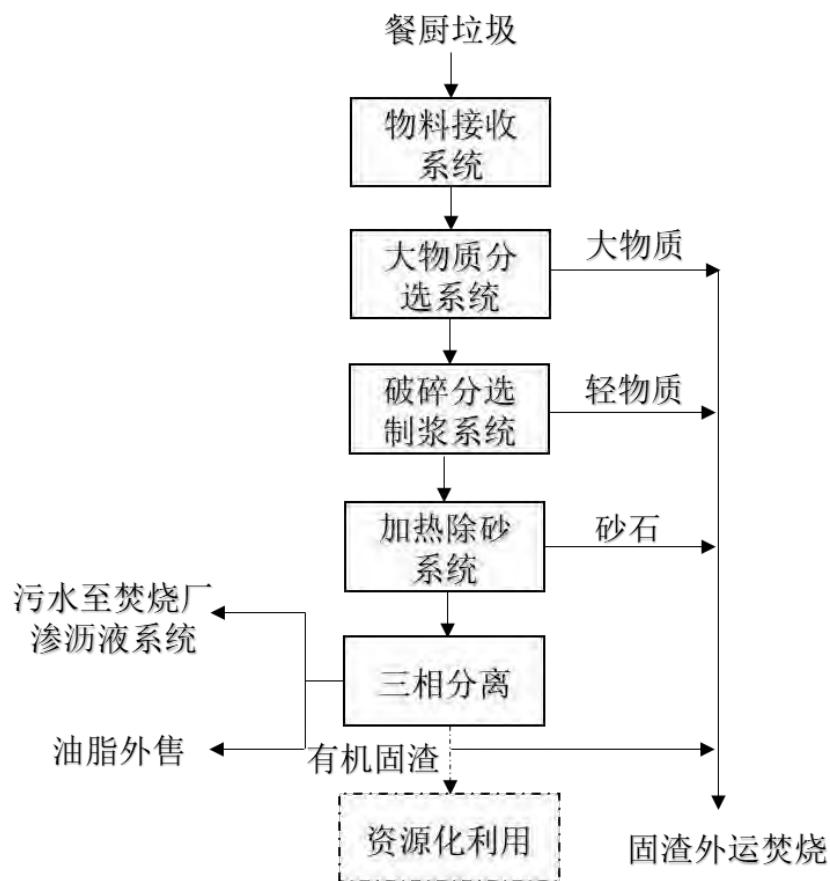 餐厨垃圾
物料接收
系统
大物质分
选系统
大物质
破碎分选
制浆系统
轻物质
加热除砂
系统
砂石
污水至焚烧厂
渗沥液系统
三相分离
油脂外售
有机固渣
资源化利用
固渣外运焚烧